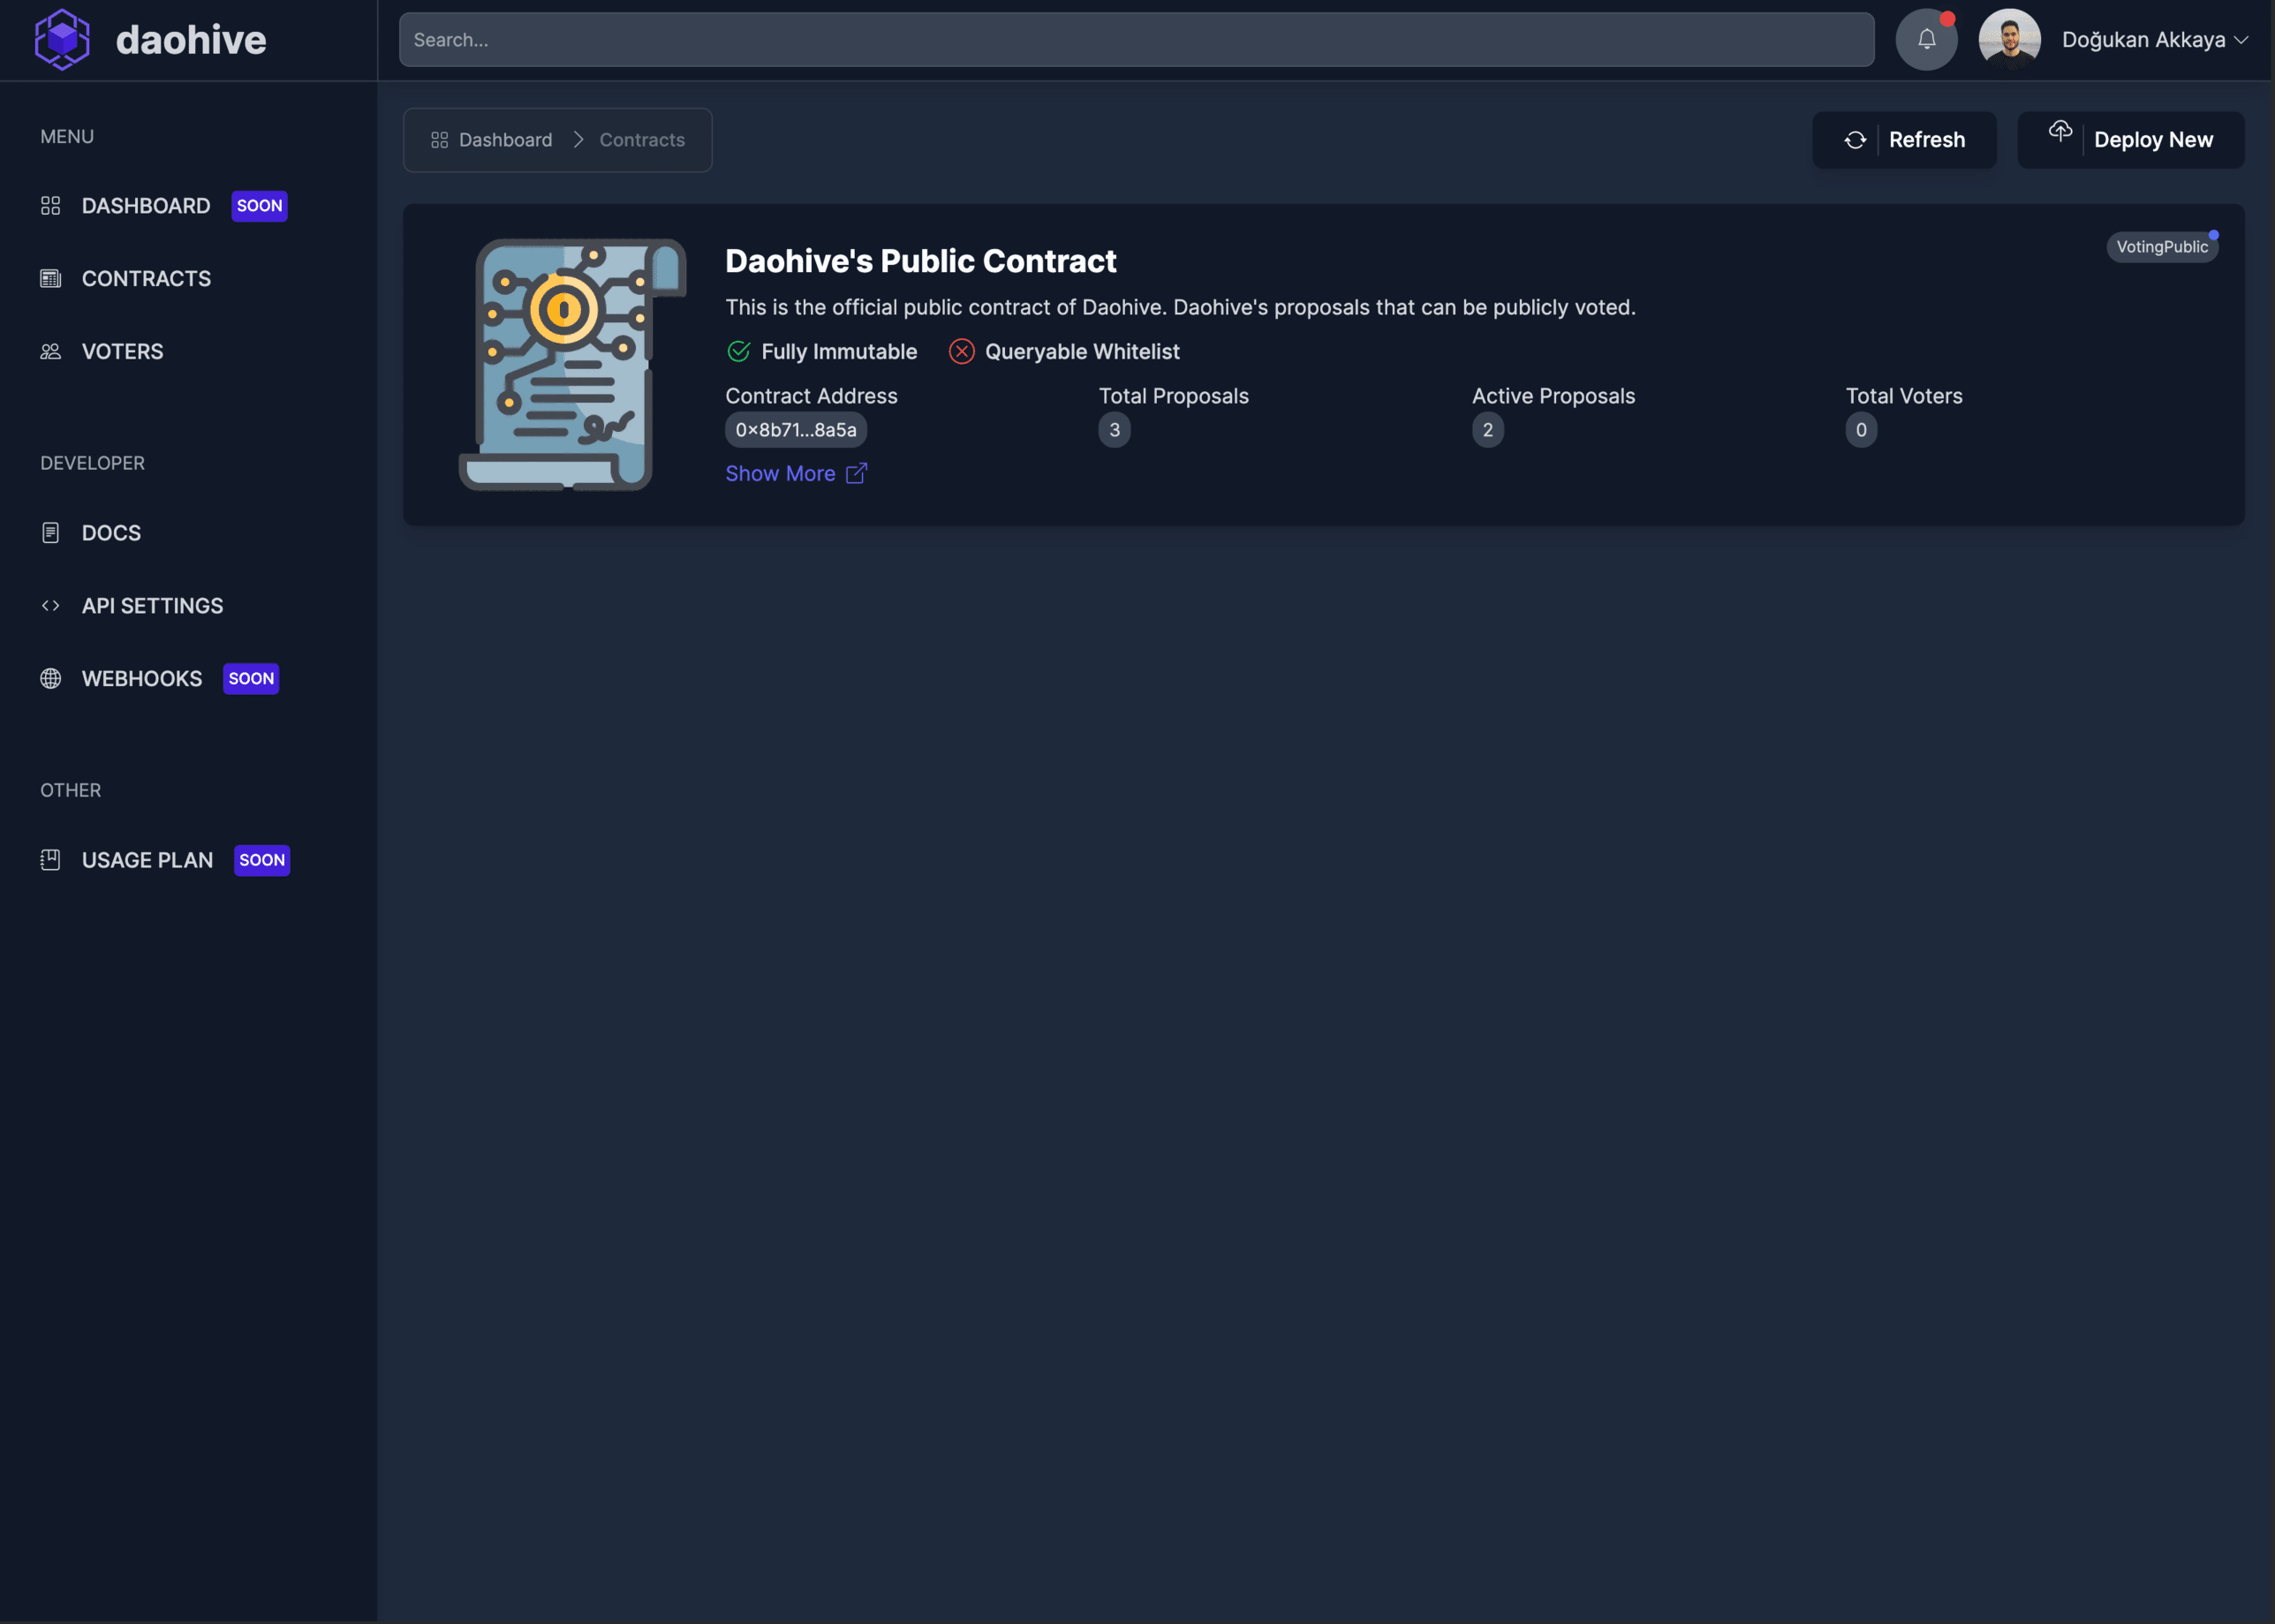 daohive
Search...
Doğukan Akkaya
MENU
DASHBOARD SOON
CONTRACTS
VOTERS
DEVELOPER
DOCS
API SETTINGS
WEBHOOKS SOON
OTHER
USAGE PLAN SOON
Dashboard > Contracts
Refresh
Deploy New
Daohive's Public Contract
VotingPublic
This is the official public contract of Daohive. Daohive's proposals that can be publicly voted.
Fully Immutable Queryable Whitelist
Contract Address Total Proposals Active Proposals Total Voters
0x8b71...8a5a 3 2 0
Show More